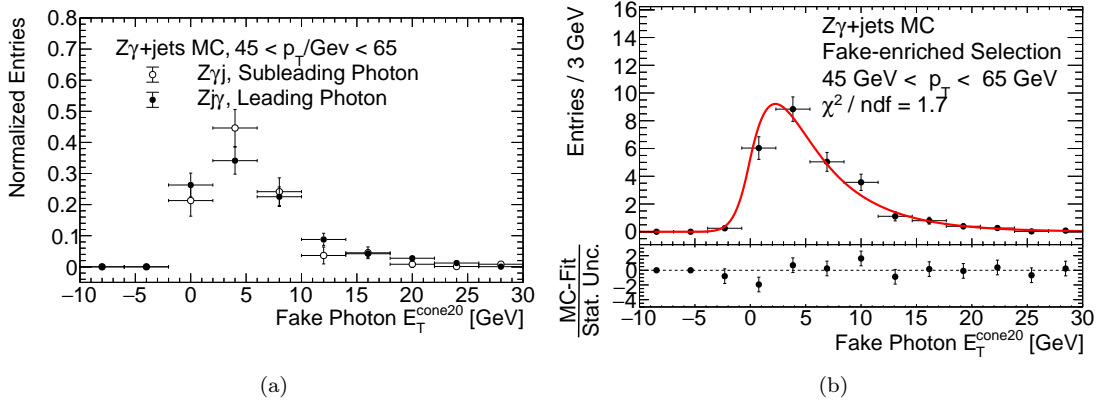 Normalized Entries
0.8
0.7
0.6
0.5
0.4
0.3
0.2
0.1
0
Zγ+jets MC, 45 < p_T/Gev < 65
Zγj, Subleading Photon
Zjγ, Leading Photon
−10 −5 0 5 10 15 20 25 30
Fake Photon E_T^cone20 [GeV]
(a)
Entries / 3 GeV
16
14
12
10
8
6
4
2
0
Zγ+jets MC
Fake-enriched Selection
45 GeV < p_T < 65 GeV
χ² / ndf = 1.7
MC-Fit
Stat. Unc.
2
0
−2
−4
−10 −5 0 5 10 15 20 25 30
Fake Photon E_T^cone20 [GeV]
(b)